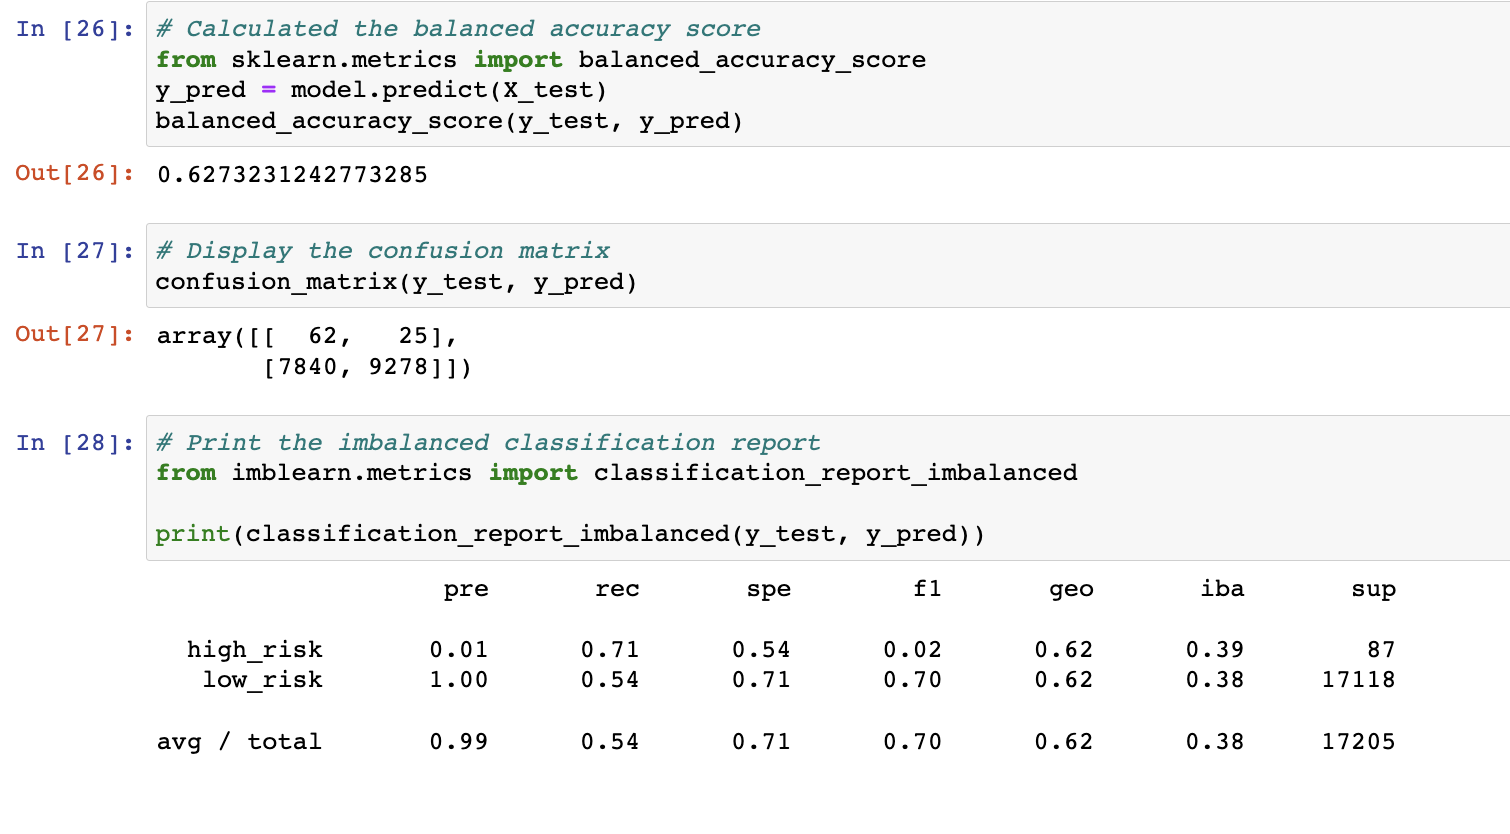 In [26]: # Calculated the balanced accuracy score
from sklearn.metrics import balanced_accuracy_score
y_pred = model.predict(X_test)
balanced_accuracy_score(y_test, y_pred)
Out[26]: 0.6273231242773285
In [27]: # Display the confusion matrix
confusion_matrix(y_test, y_pred)
Out[27]: array([[  62,   25],
       [7840, 9278]])
In [28]: # Print the imbalanced classification report
from imblearn.metrics import classification_report_imbalanced
print(classification_report_imbalanced(y_test, y_pred))
pre rec spe f1 geo iba sup
high_risk 0.01 0.71 0.54 0.02 0.62 0.39 87
low_risk 1.00 0.54 0.71 0.70 0.62 0.38 17118
avg / total 0.99 0.54 0.71 0.70 0.62 0.38 17205